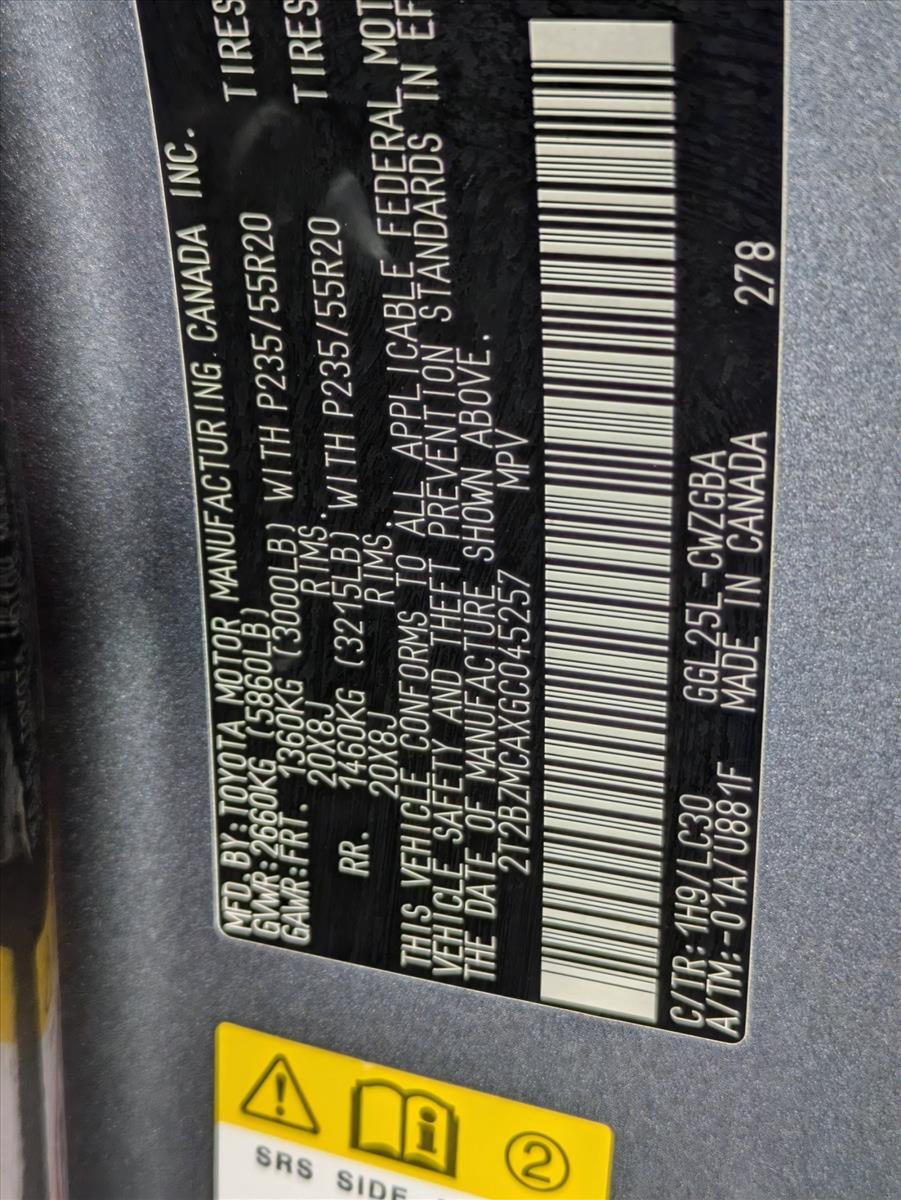 MFD.BY:TOYOTA MOTOR MANUFACTURING CANADA INC.
GVWR:2660KG (5860LB)
GAWR:FRT. 1360KG (3000LB) WITH P235/55R20 TIRES
20X8J RIMS.
RR. 1460KG (3215LB) WITH P235/55R20 TIRES
20X8J RIMS.
THIS VEHICLE CONFORMS TO ALL APPLICABLE FEDERAL MOT
VEHICLE SAFETY AND THEFT PREVENTION STANDARDS IN EF
THE DATE OF MANUFACTURE SHOWN ABOVE.
2T2BZMCAXGC045257 MPV
C/TR:1H9/LC30 GGL25L-CWZGBA
A/TM:-01A/U881F MADE IN CANADA 278
2
SRS SIDE